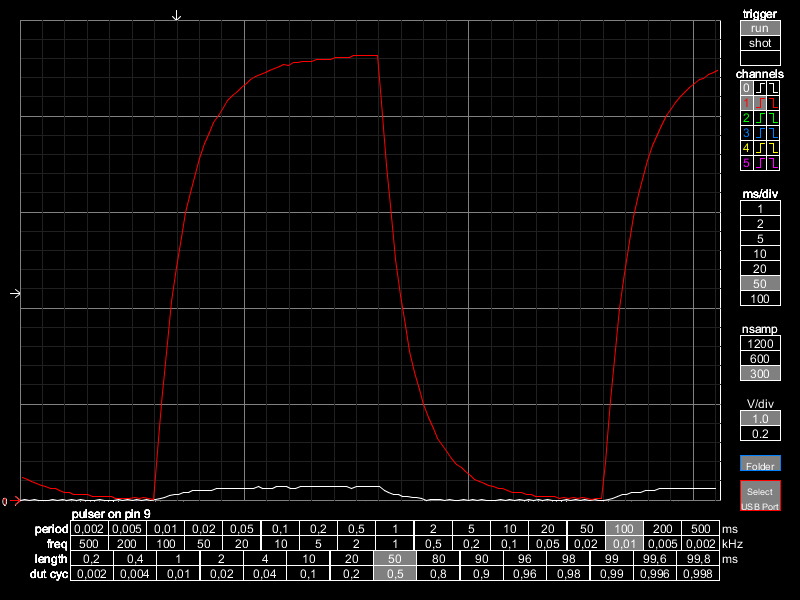 trigger
run
shot
channels
0
1
2
3
4
5
ms/div
1
2
5
10
20
50
100
nsamp
1200
600
300
V/div
1.0
0.2
Folder
Select
USB Port
0
pulser on pin 9
period 0,002 0,005 0,01 0,02 0,05 0,1 0,2 0,5 1 2 5 10 20 50 100 200 500 ms
freq 500 200 100 50 20 10 5 2 1 0,5 0,2 0,1 0,05 0,02 0,01 0,005 0,002 kHz
length 0,2 0,4 1 2 4 10 20 50 80 90 96 98 99 99,6 99,8 ms
dut cyc 0,002 0,004 0,01 0,02 0,04 0,1 0,2 0,5 0,8 0,9 0,96 0,98 0,99 0,996 0,998